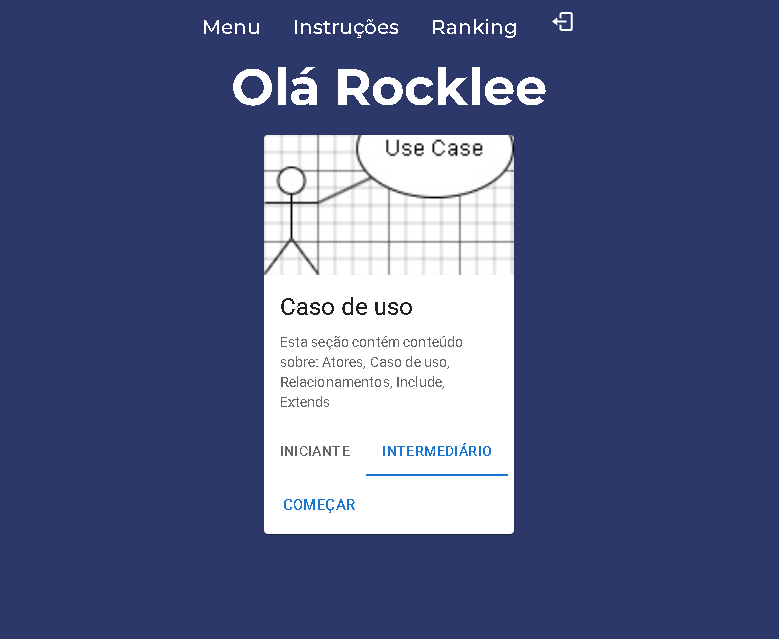 Menu Instruções Ranking
Olá Rocklee
Use Case
Caso de uso
Esta seção contém conteúdo
sobre: Atores, Caso de uso,
Relacionamentos, Include,
Extends
INICIANTE INTERMEDIÁRIO
COMEÇAR